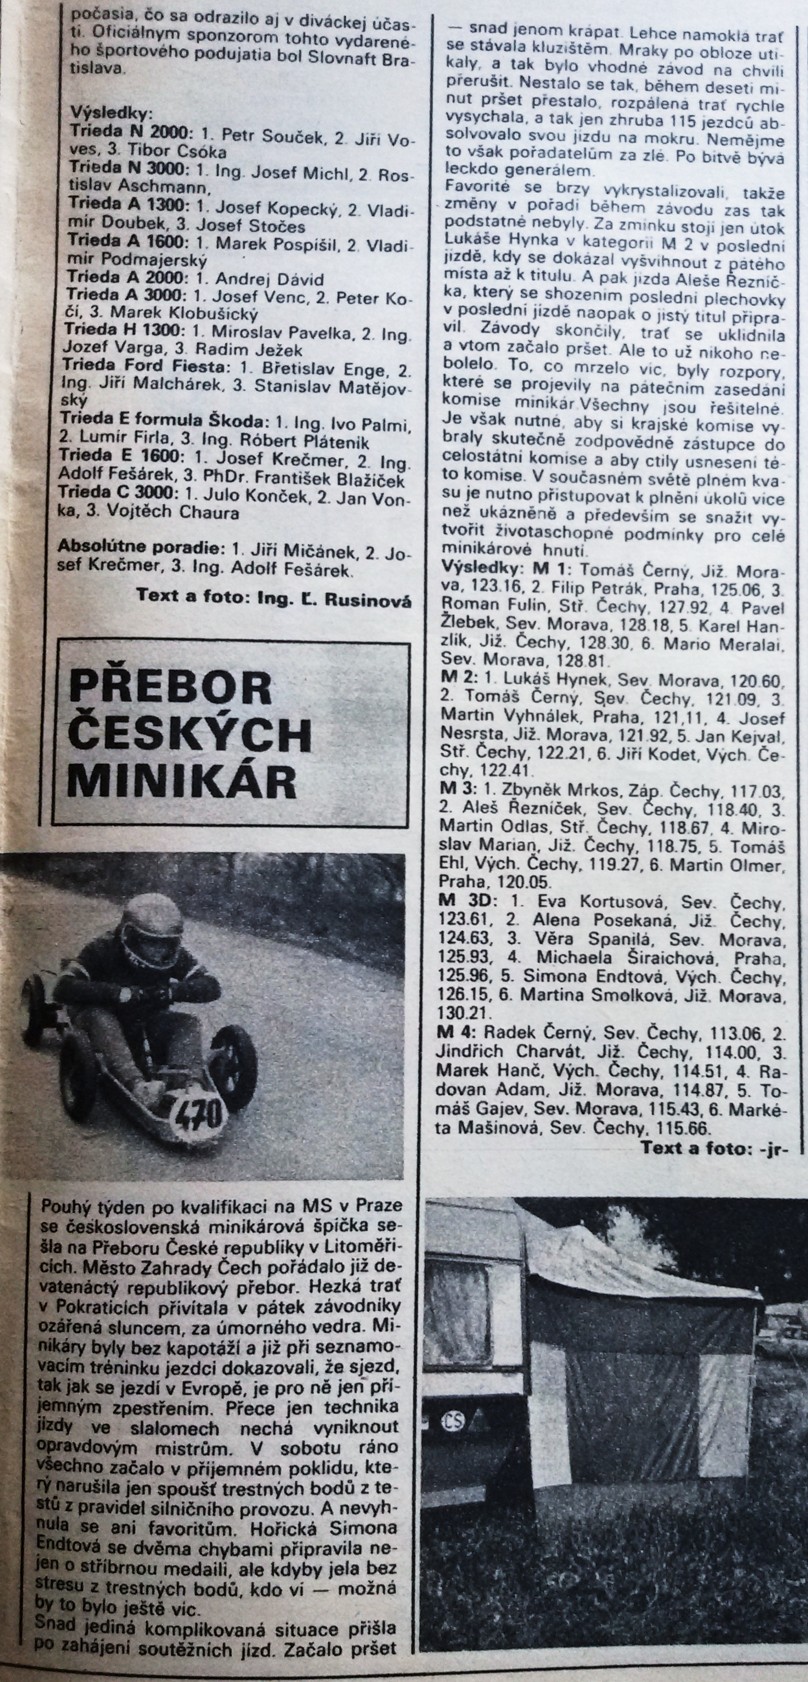 počasia, čo sa odrazilo aj v diváckej účas-
ti. Oficiálnym sponzorom tohto vydarené-
ho športového podujatia bol Slovnaft Bra-
tislava.
Výsledky:
Trieda N 2000: 1. Petr Souček, 2. Jiří Vo-
ves, 3. Tibor Csóka
Trieda N 3000: 1. Ing. Josef Michl, 2. Ros-
tislav Aschmann,
Trieda A 1300: 1. Josef Kopecký, 2. Vladi-
mír Doubek, 3. Josef Stočes
Trieda A 1600: 1. Marek Pospíšil, 2. Vladi-
mír Podmajerský
Trieda A 2000: 1. Andrej Dávid
Trieda A 3000: 1. Josef Venc, 2. Peter Ko-
čí, 3. Marek Klobušický
Trieda H 1300: 1. Miroslav Pavelka, 2. Ing.
Jozef Varga, 3. Radim Ježek
Trieda Ford Fiesta: 1. Břetislav Enge, 2.
Ing. Jiří Malchárek, 3. Stanislav Matějov-
ský
Trieda E formula Škoda: 1. Ing. Ivo Palmi,
2. Lumír Firla, 3. Ing. Róbert Pláteník
Trieda E 1600: 1. Josef Krečmer, 2. Ing.
Adolf Fešárek, 3. PhDr. František Blažíček
Trieda C 3000: 1. Julo Konček, 2. Jan Von-
ka, 3. Vojtěch Chaura
Absolútne poradie: 1. Jiří Mičánek, 2. Jo-
sef Krečmer, 3. Ing. Adolf Fešárek.
Text a foto: Ing. Ľ. Rusinová
PŘEBOR
ČESKÝCH
MINIKÁR
470
Pouhý týden po kvalifikaci na MS v Praze
se československá minikárová špička se-
šla na Přeboru České republiky v Litoměři-
cích. Město Zahrady Čech pořádalo již de-
vatenáctý republikový přebor. Hezká trať
v Pokraticích přivítala v pátek závodníky
ozářená sluncem, za úmorného vedra. Mi-
nikáry byly bez kapotáží a již při seznamo-
vacím tréninku jezdci dokazovali, že sjezd,
tak jak se jezdí v Evropě, je pro ně jen pří-
jemným zpestřením. Přece jen technika
jízdy ve slalomech nechá vyniknout
opravdovým mistrům. V sobotu ráno
všechno začalo v příjemném poklidu, kte-
rý narušila jen spoušť trestných bodů z te-
stů z pravidel silničního provozu. A nevyh-
nula se ani favoritům. Hořická Simona
Endtová se dvěma chybami připravila ne-
jen o stříbrnou medaili, ale kdyby jela bez
stresu z trestných bodů, kdo ví — možná
by to bylo ještě víc.
Snad jediná komplikovaná situace přišla
po zahájení soutěžních jízd. Začalo pršet
— snad jenom krápat. Lehce namoklá trať
se stávala kluzištěm. Mraky po obloze utí-
kaly, a tak bylo vhodné závod na chvíli
přerušit. Nestalo se tak, během deseti mi-
nut pršet přestalo, rozpálená trať rychle
vysychala, a tak jen zhruba 115 jezdců ab-
solvovalo svou jízdu na mokru. Nemějme
to však pořadatelům za zlé. Po bitvě bývá
leckdo generálem.
Favorité se brzy vykrystalizovali, takže
změny v pořadí během závodu zas tak
podstatné nebyly. Za zmínku stojí jen útok
Lukáše Hynka v kategorii M 2 v poslední
jízdě, kdy se dokázal vyšvihnout z pátého
místa až k titulu. A pak jízda Aleše Řezníč-
ka, který se shozením poslední plechovky
v poslední jízdě naopak o jistý titul připra-
vil. Závody skončily, trať se uklidnila
a vtom začalo pršet. Ale to už nikoho ne-
bolelo. To, co mrzelo víc, byly rozpory,
které se projevily na pátečním zasedání
komise minikár. Všechny jsou řešitelné.
Je však nutné, aby si krajské komise vy-
braly skutečně zodpovědné zástupce do
celostátní komise a aby ctily usnesení té-
to komise. V současném světě plném kva-
su je nutno přistupovat k plnění úkolů více
než ukázněně a především se snažit vy-
tvořit životaschopné podmínky pro celé
minikárové hnutí.
Výsledky: M 1: Tomáš Černý, Již. Mora-
va, 123.16, 2. Filip Petrák, Praha, 125.06, 3.
Roman Fulín, Stř. Čechy, 127.92, 4. Pavel
Žlebek, Sev. Morava, 128.18, 5. Karel Han-
zlík, Již. Čechy, 128.30, 6. Mario Meralai,
Sev. Morava, 128.81.
M 2: 1. Lukáš Hynek, Sev. Morava, 120.60,
2. Tomáš Černý, Sev. Čechy, 121.09, 3.
Martin Vyhnálek, Praha, 121,11, 4. Josef
Nesrsta, Již. Morava, 121.92, 5. Jan Kejval,
Stř. Čechy, 122.21, 6. Jiří Kodet, Vých. Če-
chy, 122.41.
M 3: 1. Zbyněk Mrkos, Záp. Čechy, 117.03,
2. Aleš Řezníček, Sev. Čechy, 118.40, 3.
Martin Odlas, Stř. Čechy, 118.67, 4. Miro-
slav Marian, Již. Čechy, 118.75, 5. Tomáš
Ehl, Vých. Čechy, 119.27, 6. Martin Olmer,
Praha, 120.05.
M 3D: 1. Eva Kortusová, Sev. Čechy,
123.61, 2. Alena Posekaná, Již. Čechy,
124.63, 3. Věra Spanilá, Sev. Morava,
125.93, 4. Michaela Širaichová, Praha,
125.96, 5. Simona Endtová, Vých. Čechy,
126.15, 6. Martina Smolková, Již. Morava,
130.21.
M 4: Radek Černý, Sev. Čechy, 113.06, 2.
Jindřich Charvát, Již. Čechy, 114.00, 3.
Marek Hanč, Vých. Čechy, 114.51, 4. Ra-
dovan Adam, Již. Morava, 114.87, 5. To-
máš Gajev, Sev. Morava, 115.43, 6. Marké-
ta Mašinová, Sev. Čechy, 115.66.
Text a foto: -jr-
CS